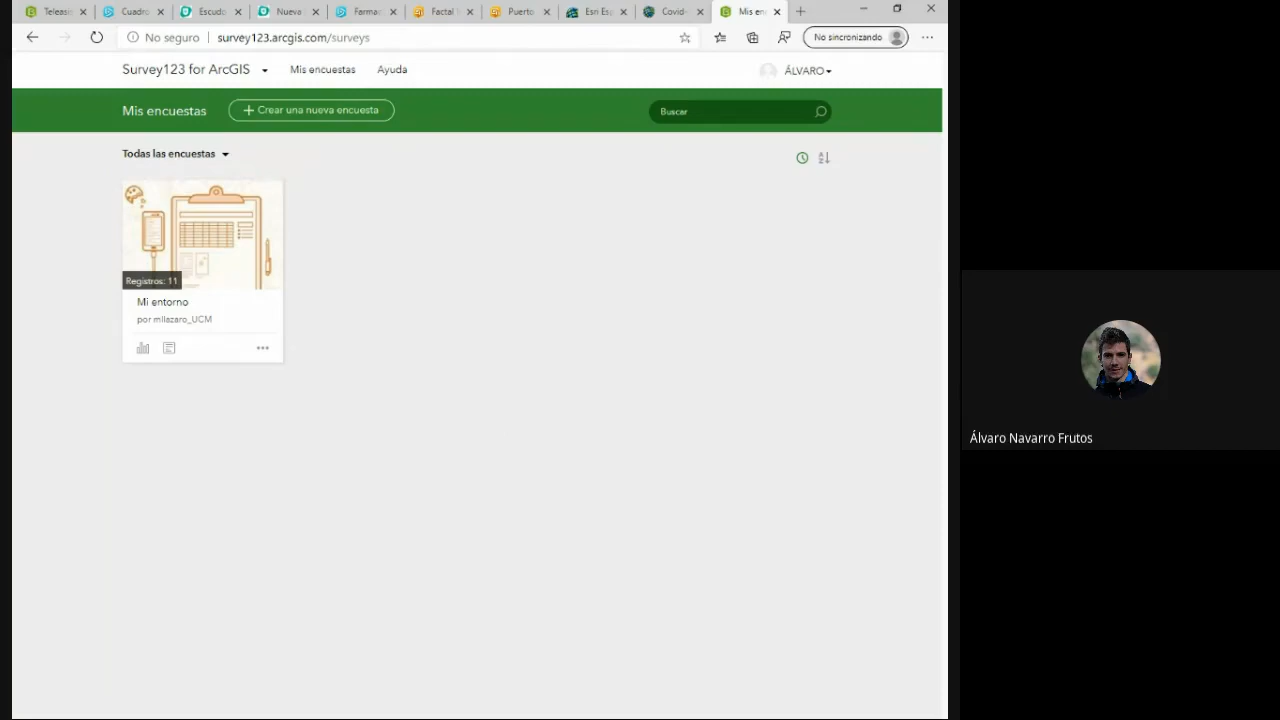 Teleasi Cuadro Escudo Nueva Farma Factal Puerto Esri Esp Covid- Mis en
No seguro survey123.arcgis.com/surveys No sincronizando
Survey123 for ArcGIS Mis encuestas Ayuda ÁLVARO
Mis encuestas + Crear una nueva encuesta Buscar
Todas las encuestas
Registros: 11
Mi entorno
por milazaro_UCM
Álvaro Navarro Frutos